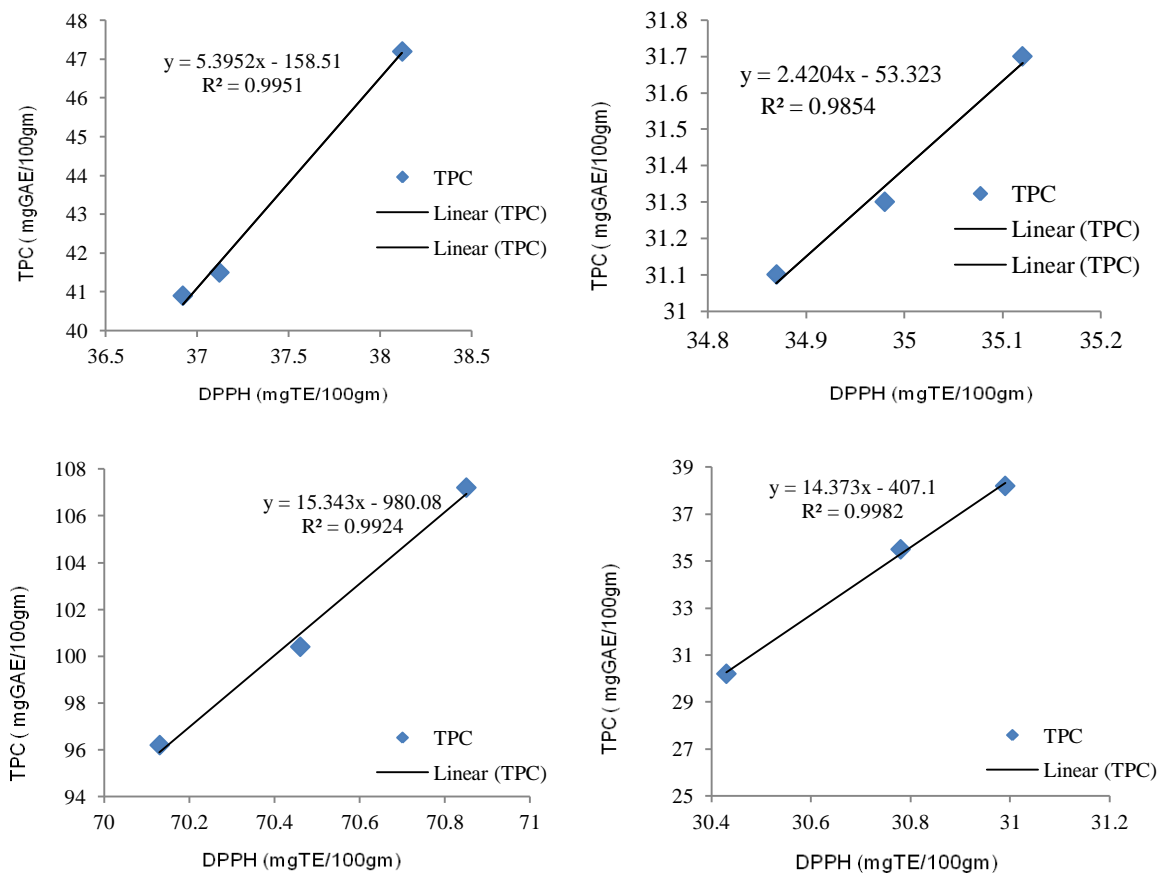 48
47
46
45
44
43
42
41
40
TPC ( mgGAE/100gm)
y = 5.3952x - 158.51
R² = 0.9951
TPC
Linear (TPC)
Linear (TPC)
36.5 37 37.5 38 38.5
DPPH (mgTE/100gm)
31.8
31.7
31.6
31.5
31.4
31.3
31.2
31.1
31
TPC ( mgGAE/100gm)
y = 2.4204x - 53.323
R² = 0.9854
TPC
Linear (TPC)
Linear (TPC)
34.8 34.9 35 35.1 35.2
DPPH (mgTE/100gm)
108
106
104
102
100
98
96
94
TPC ( mgGAE/100gm)
y = 15.343x - 980.08
R² = 0.9924
TPC
Linear (TPC)
70 70.2 70.4 70.6 70.8 71
DPPH (mgTE/100gm)
39
37
35
33
31
29
27
25
TPC ( mgGAE/100gm)
y = 14.373x - 407.1
R² = 0.9982
TPC
Linear (TPC)
30.4 30.6 30.8 31 31.2
DPPH (mgTE/100gm)